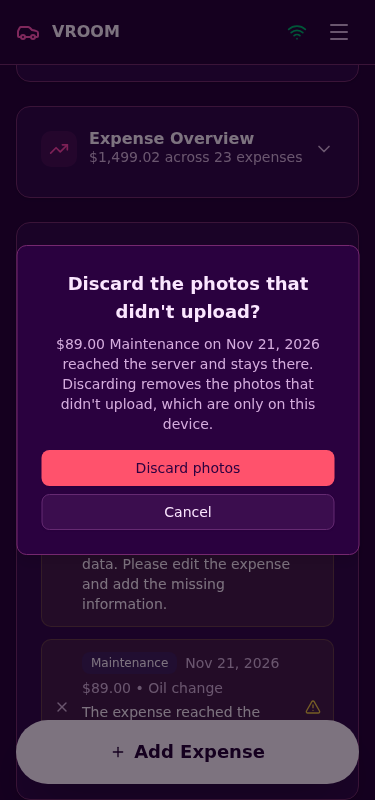 VROOM
Expense Overview
$1,499.02 across 23 expenses
Discard the photos that
didn't upload?
$89.00 Maintenance on Nov 21, 2026
reached the server and stays there.
Discarding removes the photos that
didn't upload, which are only on this
device.
Discard photos
Cancel
data. Please edit the expense
and add the missing
information.
Maintenance Nov 21, 2026
$89.00 • Oil change
The expense reached the
+ Add Expense